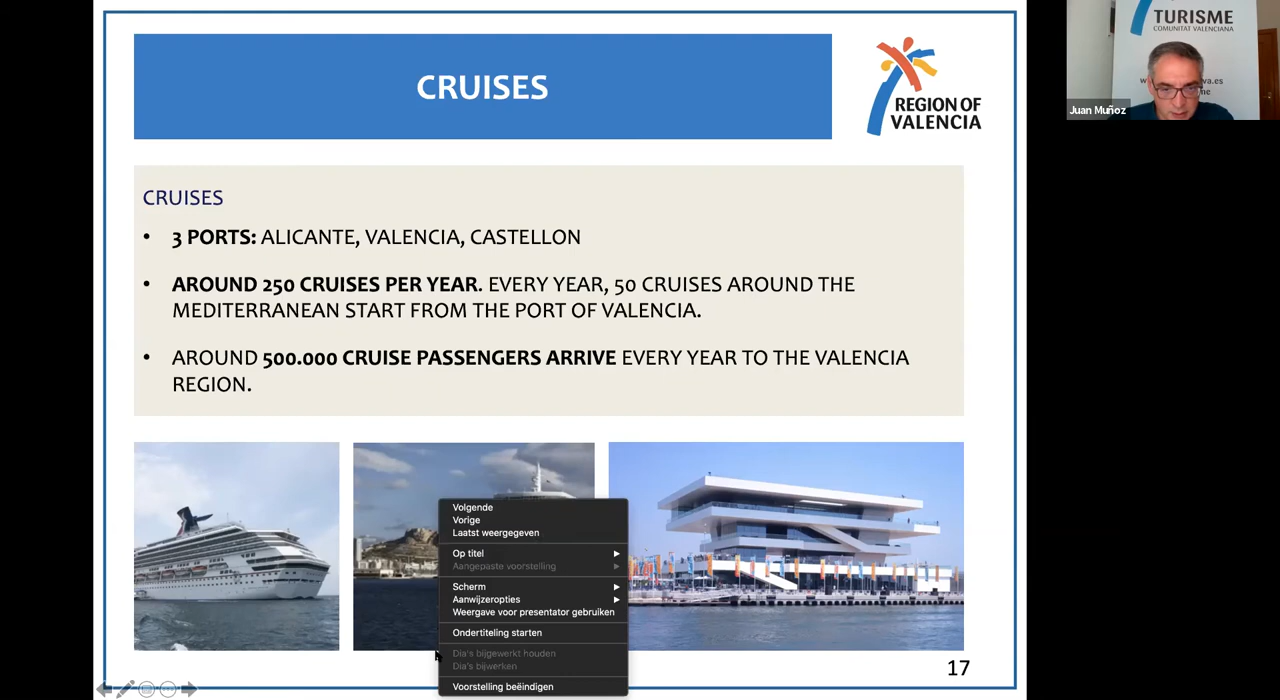 CRUISES
REGION OF
VALENCIA
CRUISES
• 3 PORTS: ALICANTE, VALENCIA, CASTELLON
• AROUND 250 CRUISES PER YEAR. EVERY YEAR, 50 CRUISES AROUND THE
MEDITERRANEAN START FROM THE PORT OF VALENCIA.
• AROUND 500.000 CRUISE PASSENGERS ARRIVE EVERY YEAR TO THE VALENCIA
REGION.
Volgende
Vorige
Laatst weergegeven
Op titel
Aangepaste voorstelling
Scherm
Aanwijzeropties
Weergave voor presentator gebruiken
Ondertiteling starten
Dia's bijgewerkt houden
Dia's bijwerken
Voorstelling beëindigen
17
TURISME
COMUNITAT VALENCIANA
Juan Muñoz